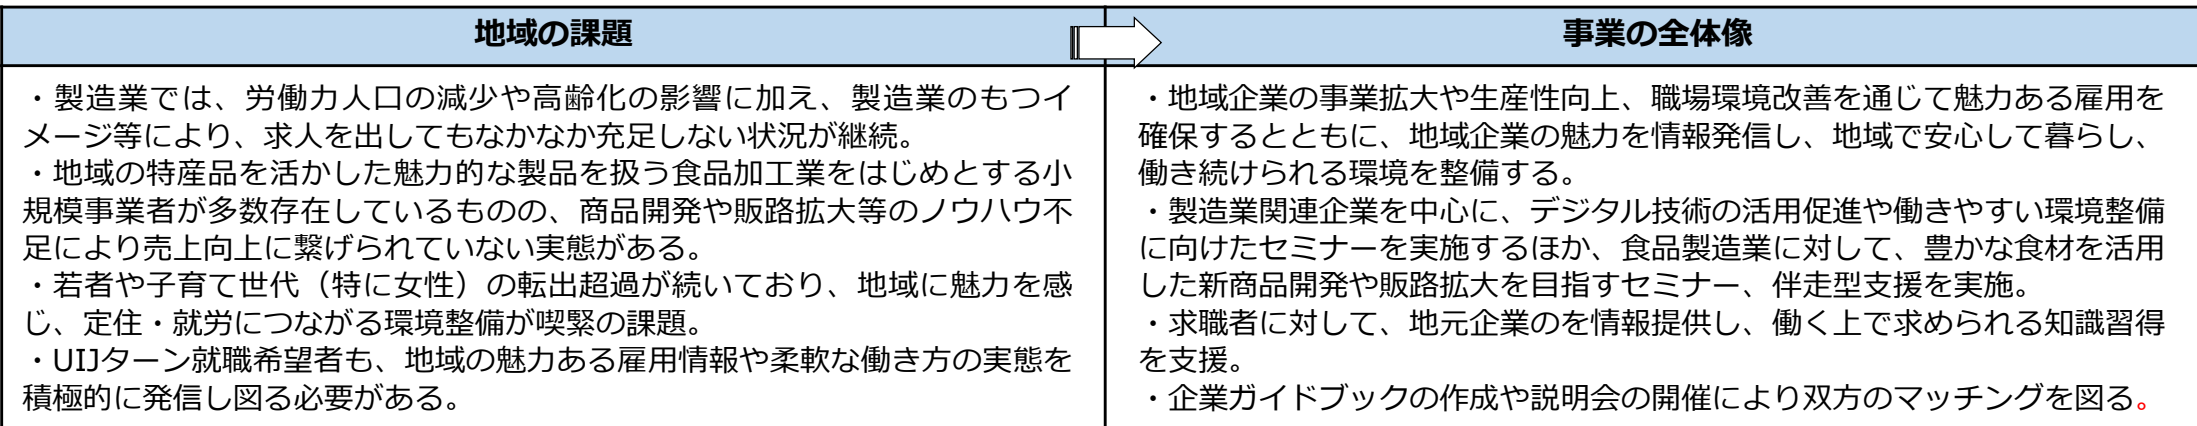 地域の課題
・製造業では、労働力人口の減少や高齢化の影響に加え、製造業のもつイ
メージ等により、求人を出してもなかなか充足しない状況が継続。
・地域の特産品を活かした魅力的な製品を扱う食品加工業をはじめとする小
規模事業者が多数存在しているものの、商品開発や販路拡大等のノウハウ不
足により売上向上に繋げられていない実態がある。
・若者や子育て世代（特に女性）の転出超過が続いており、地域に魅力を感
じ、定住・就労につながる環境整備が喫緊の課題。
・UIJターン就職希望者も、地域の魅力ある雇用情報や柔軟な働き方の実態を
積極的に発信し図る必要がある。
事業の全体像
・地域企業の事業拡大や生産性向上、職場環境改善を通じて魅力ある雇用を
確保するとともに、地域企業の魅力を情報発信し、地域で安心して暮らし、
働き続けられる環境を整備する。
・製造業関連企業を中心に、デジタル技術の活用促進や働きやすい環境整備
に向けたセミナーを実施するほか、食品製造業に対して、豊かな食材を活用
した新商品開発や販路拡大を目指すセミナー、伴走型支援を実施。
・求職者に対して、地元企業のを情報提供し、働く上で求められる知識習得
を支援。
・企業ガイドブックの作成や説明会の開催により双方のマッチングを図る。